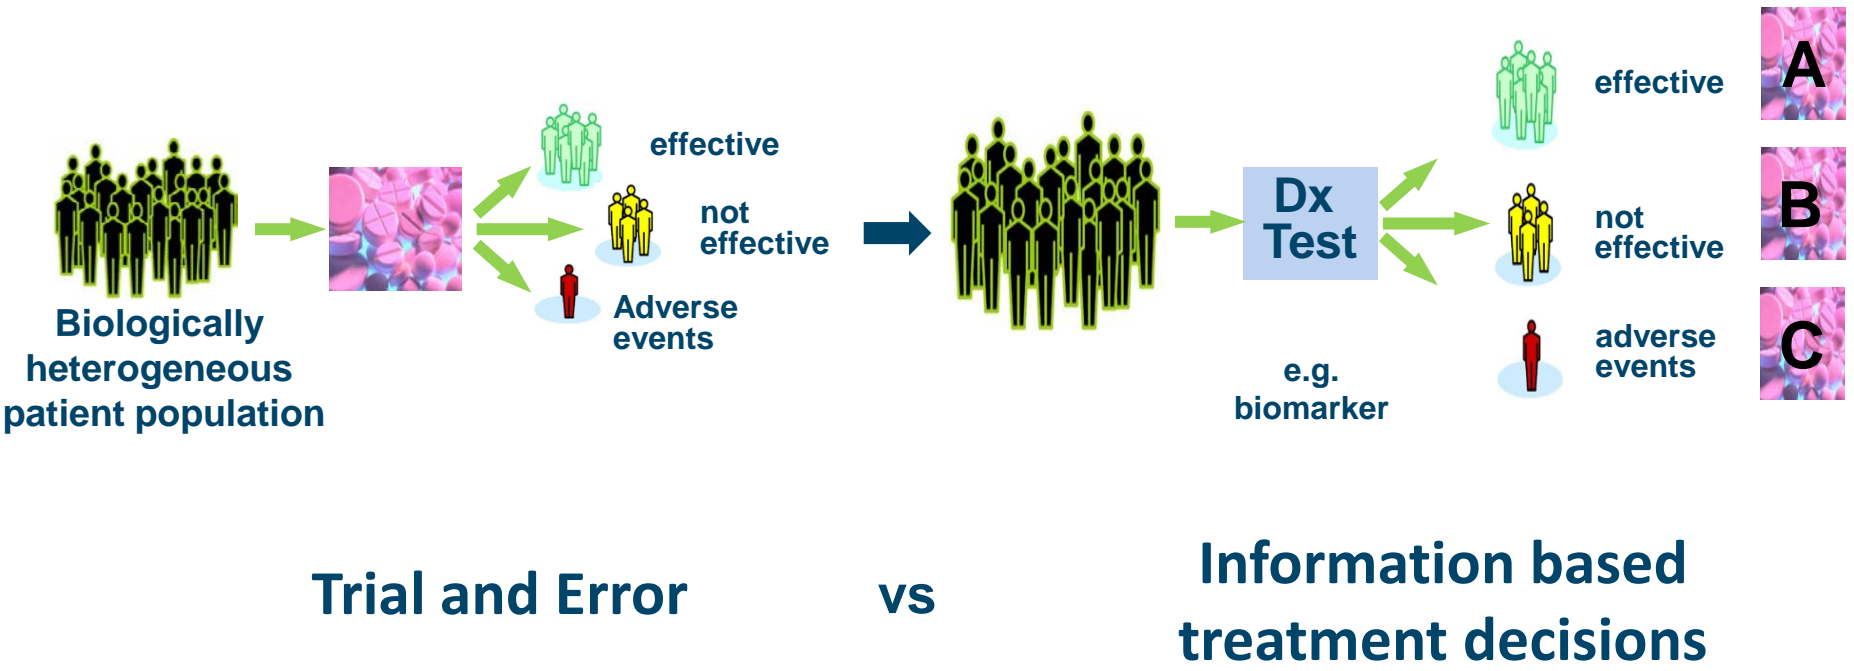 Biologically
heterogeneous
patient population
effective
not
effective
Adverse
events
Dx
Test
e.g.
biomarker
effective
A
not
effective
B
adverse
events
C
Trial and Error
vs
Information based
treatment decisions